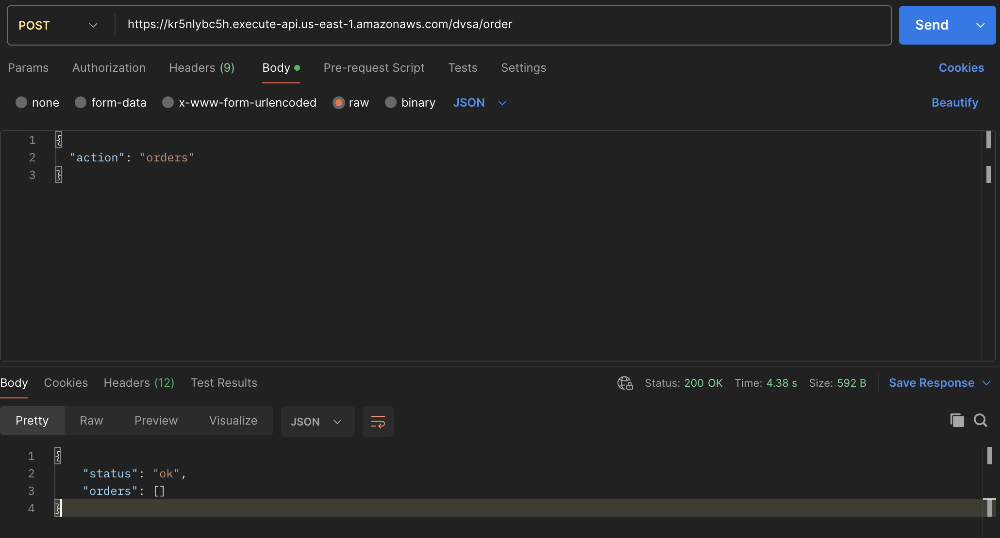 POST https://kr5nlybc5h.execute-api.us-east-1.amazonaws.com/dvsa/order Send
Params Authorization Headers (9) Body Pre-request Script Tests Settings Cookies
none form-data x-www-form-urlencoded raw binary JSON Beautify
1 {
2 "action": "orders"
3 }
Body Cookies Headers (12) Test Results Status: 200 OK Time: 4.38 s Size: 592 B Save Response
Pretty Raw Preview Visualize JSON
1 {
2 "status": "ok",
3 "orders": []
4 }